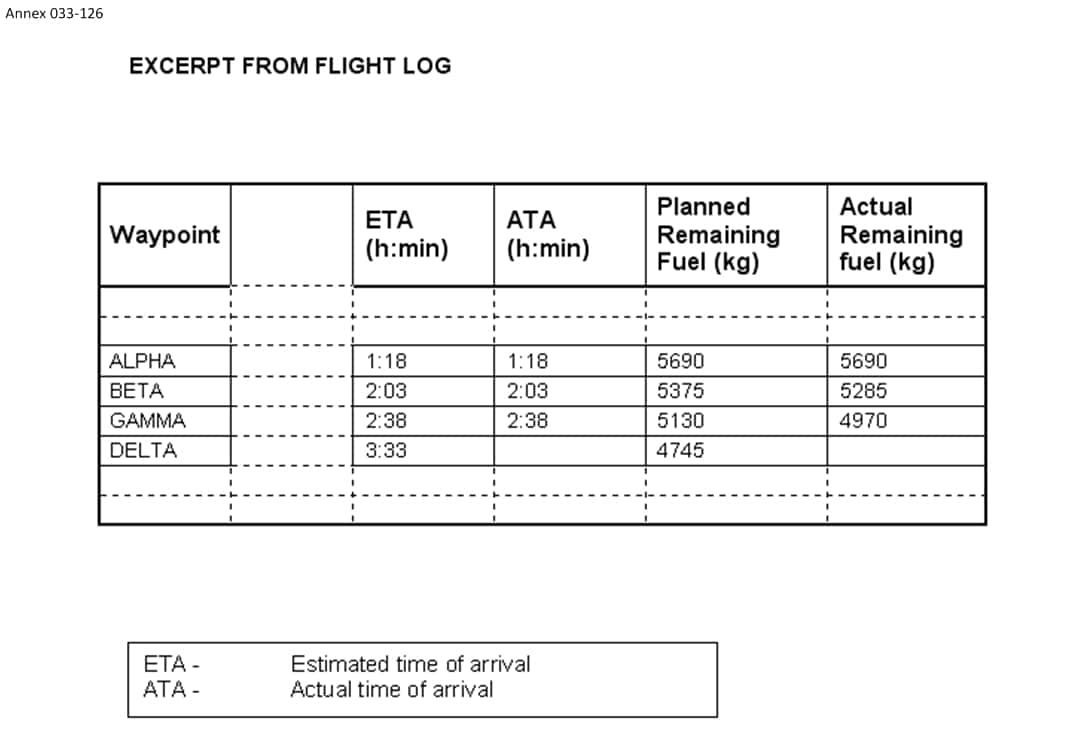 Annex 033-126
EXCERPT FROM FLIGHT LOG
Waypoint ETA (h:min) ATA (h:min) Planned Remaining Fuel (kg) Actual Remaining fuel (kg)
ALPHA 1:18 1:18 5690 5690
BETA 2:03 2:03 5375 5285
GAMMA 2:38 2:38 5130 4970
DELTA 3:33 4745
ETA - Estimated time of arrival
ATA - Actual time of arrival